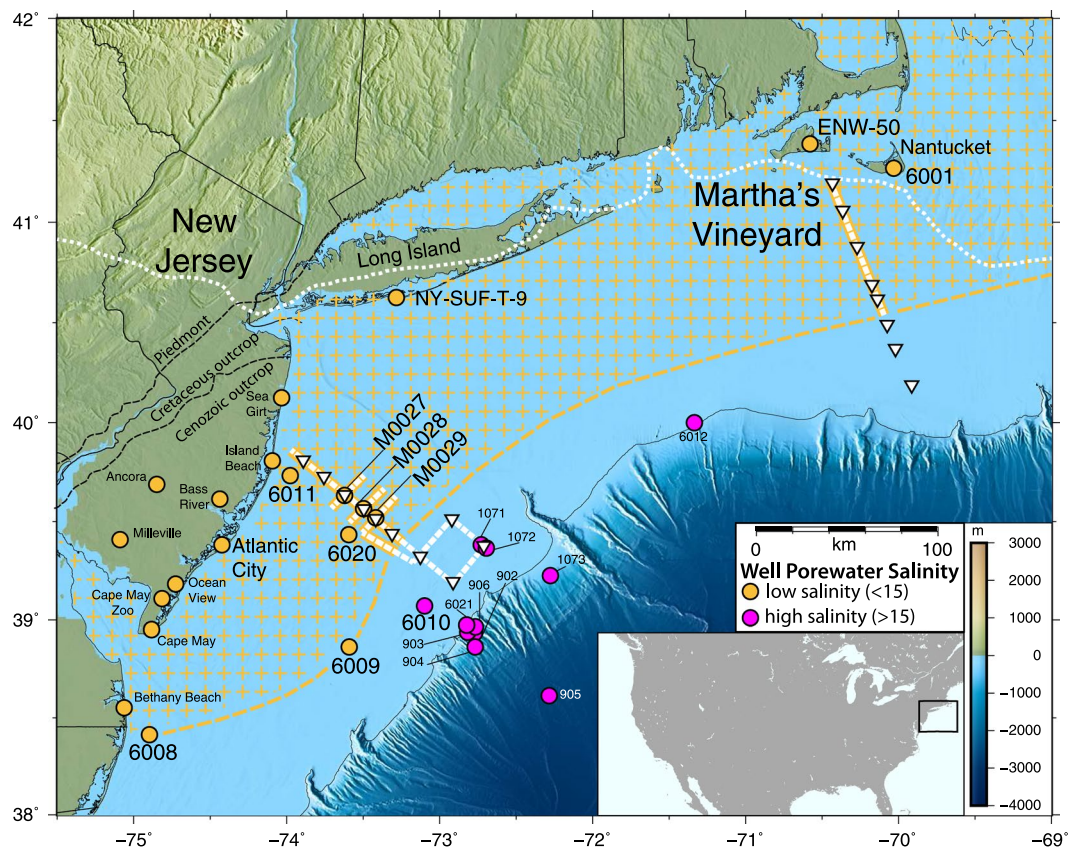 42˚
41˚
40˚
39˚
38˚
ENW-50
Nantucket
6001
Martha's
Vineyard
New
Jersey
Long Island
NY-SUF-T-9
Piedmont
Cretaceous outcrop
Cenozoic outcrop
Sea
Girt
M0027
M0028
M0029
6012
Island
Beach
6011
Ancora
Bass
River
6020
1071
1072
Milleville
Atlantic
City
1073
Ocean
View
Cape May
Zoo
906
902
6021
6010
903
904
Cape May
6009
905
Bethany Beach
6008
0
100
km
Well Porewater Salinity
low salinity (<15)
high salinity (>15)
m
3000
2000
1000
0
−1000
−2000
−3000
−4000
−75˚
−74˚
−73˚
−72˚
−71˚
−70˚
−69˚